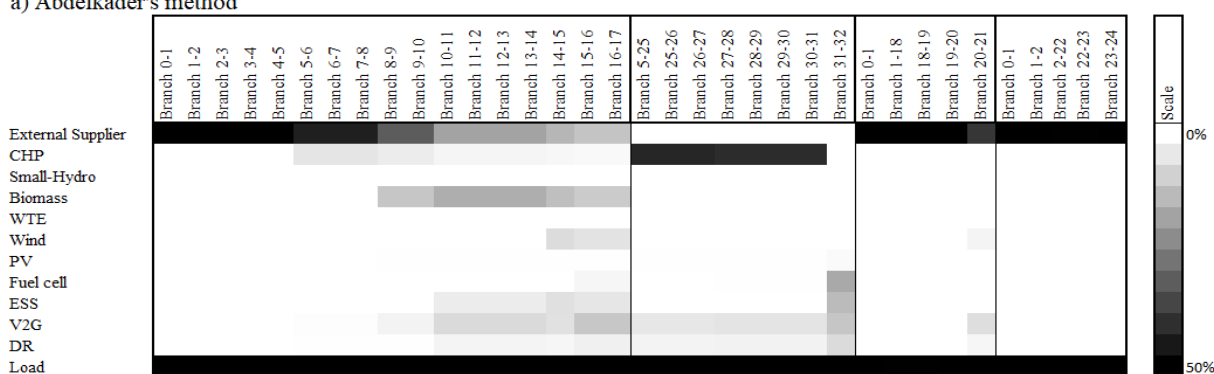 a) Abdelkader's method
Branch 0-1
Branch 1-2
Branch 2-3
Branch 3-4
Branch 4-5
Branch 5-6
Branch 6-7
Branch 7-8
Branch 8-9
Branch 9-10
Branch 10-11
Branch 11-12
Branch 12-13
Branch 13-14
Branch 14-15
Branch 15-16
Branch 16-17
Branch 5-25
Branch 25-26
Branch 26-27
Branch 27-28
Branch 28-29
Branch 29-30
Branch 30-31
Branch 31-32
Branch 0-1
Branch 1-18
Branch 18-19
Branch 19-20
Branch 20-21
Branch 0-1
Branch 1-2
Branch 2-22
Branch 22-23
Branch 23-24
Scale
External Supplier
0%
CHP
Small-Hydro
Biomass
WTE
Wind
PV
Fuel cell
ESS
V2G
DR
Load
50%